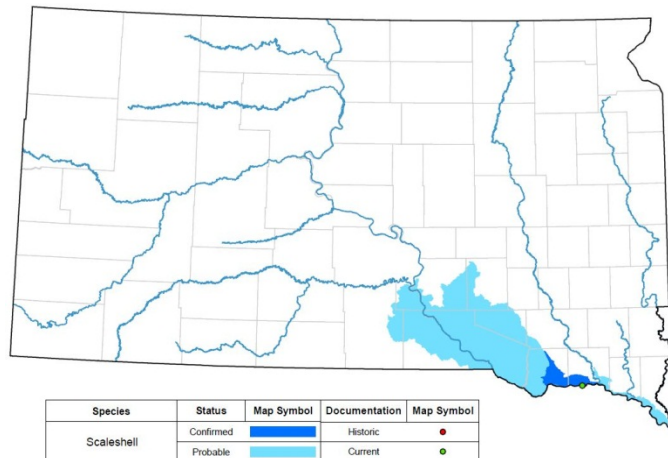 Species Status Map Symbol Documentation Map Symbol
Scaleshell
Confirmed Historic
Probable Current